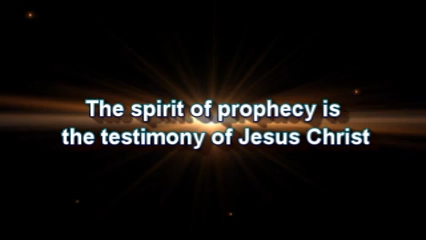 The spirit of prophecy is
the testimony of Jesus Christ